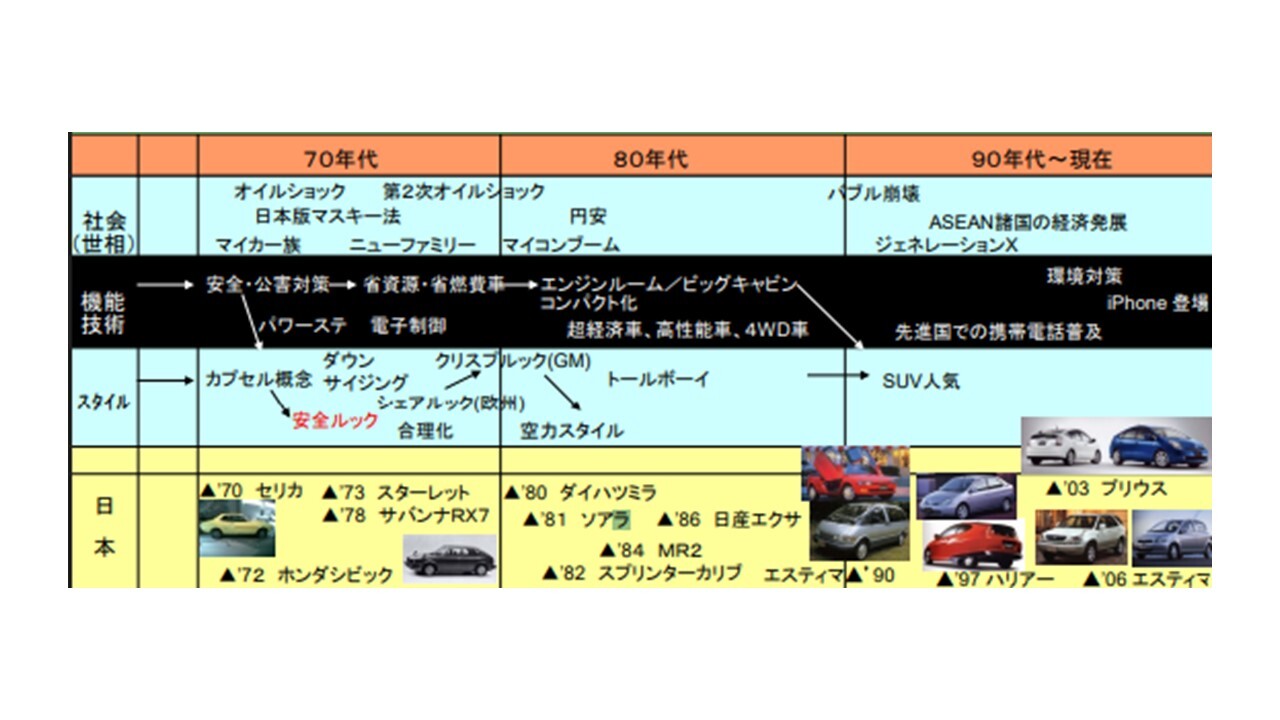 70年代 80年代 90年代～現在
社会
(世相)
オイルショック 第2次オイルショック バブル崩壊
日本版マスキー法 円安 ASEAN諸国の経済発展
マイカー族 ニューファミリー マイコンブーム ジェネレーションX
機能
技術
安全・公害対策 省資源・省燃費車 エンジンルーム／ビッグキャビン 環境対策
コンパクト化 iPhone 登場
パワーステ 電子制御 超経済車、高性能車、4WD車 先進国での携帯電話普及
スタイル
ダウン クリスプルック(GM)
カプセル概念 サイジング トールボーイ SUV人気
シェアルック(欧州)
安全ルック 合理化 空力スタイル
日
本
▲'70 セリカ ▲'73 スターレット ▲'80 ダイハツミラ ▲'03 プリウス
▲'78 サバンナRX7 ▲'81 ソアラ ▲'86 日産エクサ
▲'84 MR2
▲'72 ホンダシビック ▲'82 スプリンターカリブ エスティマ▲'90 ▲'97 ハリアー ▲'06 エスティマ